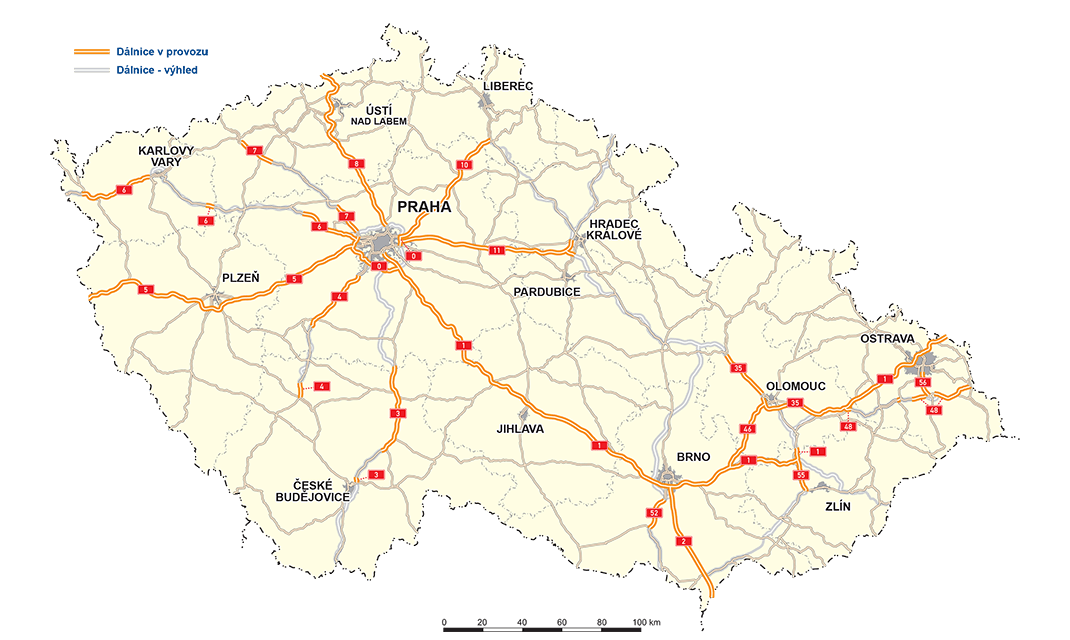 Dálnice v provozu
Dálnice - výhled
LIBEREC
ÚSTÍ
NAD LABEM
KARLOVY
VARY
7
8
10
6
PRAHA
7
6
6
HRADEC
KRÁLOVÉ
11
0
0
PLZEŇ
5
5
4
PARDUBICE
OSTRAVA
1
35
1
56
4
OLOMOUC
35
48
3
48
JIHLAVA
46
1
1
BRNO
1
3
55
ČESKÉ
BUDĚJOVICE
ZLÍN
52
2
0 20 40 60 80 100 km